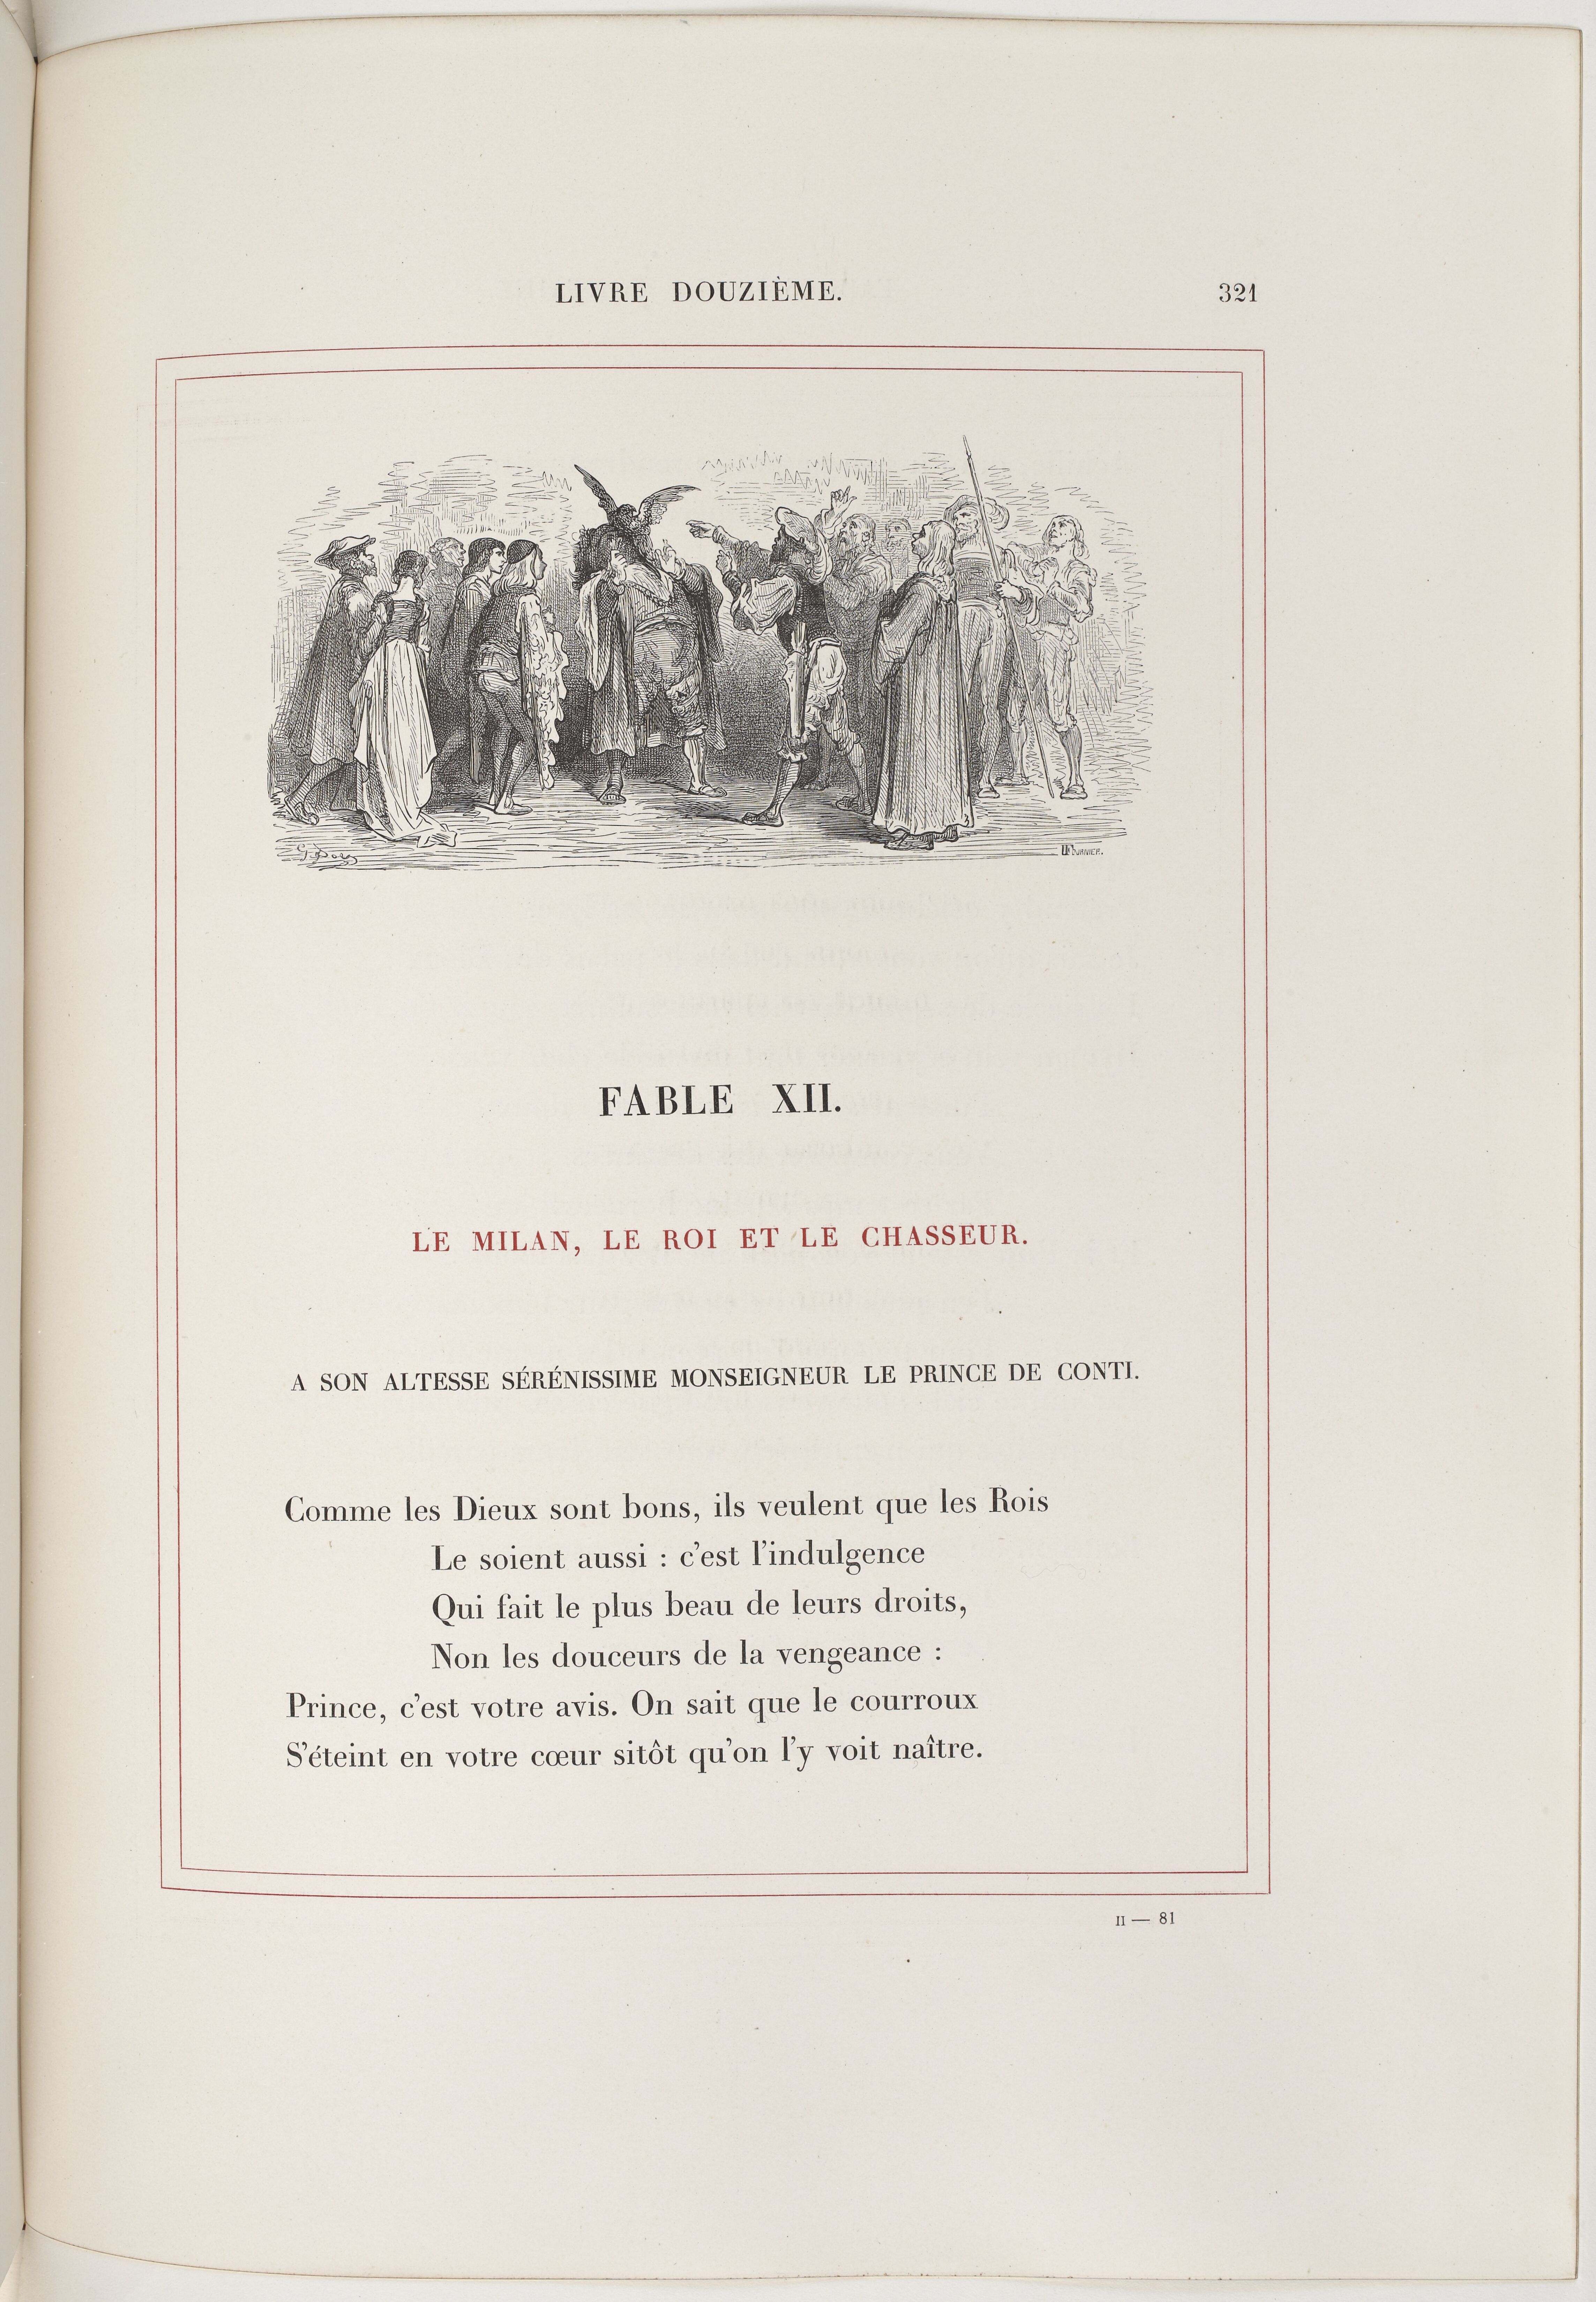 LIVRE DOUZIÈME. 321
G. Doré
FABLE XII.
LE MILAN, LE ROI ET LE CHASSEUR.
A SON ALTESSE SÉRÉNISSIME MONSEIGNEUR LE PRINCE DE CONTI.
Comme les Dieux sont bons, ils veulent que les Rois
Le soient aussi : c'est l'indulgence
Qui fait le plus beau de leurs droits,
Non les douceurs de la vengeance :
Prince, c'est votre avis. On sait que le courroux
S'éteint en votre cœur sitôt qu'on l'y voit naître.
II — 81